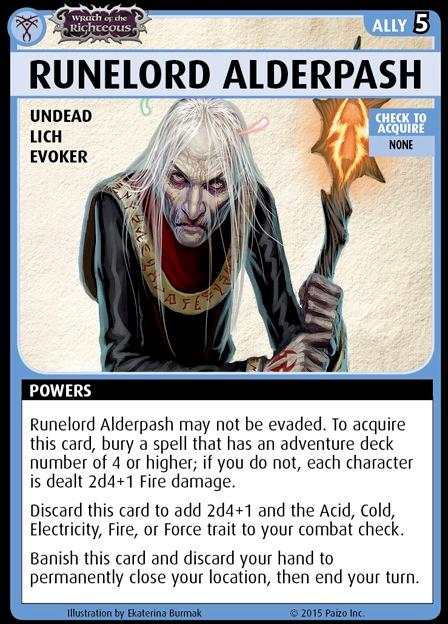 Wrath of the
Righteous
ALLY 5
RUNELORD ALDERPASH
UNDEAD
LICH
EVOKER
CHECK TO
ACQUIRE
NONE
POWERS
Runelord Alderpash may not be evaded. To acquire
this card, bury a spell that has an adventure deck
number of 4 or higher; if you do not, each character
is dealt 2d4+1 Fire damage.
Discard this card to add 2d4+1 and the Acid, Cold,
Electricity, Fire, or Force trait to your combat check.
Banish this card and discard your hand to
permanently close your location, then end your turn.
Illustration by Ekaterina Burmak © 2015 Paizo Inc.